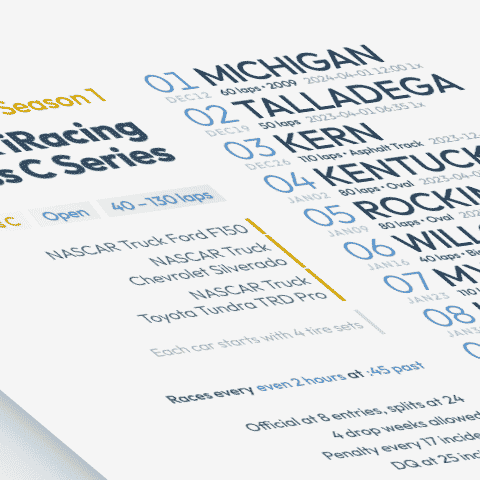 Season 1
iRacing
C Series
C Open 40 – 130 laps
NASCAR Truck Ford F150
NASCAR Truck
Chevrolet Silverado
NASCAR Truck
Toyota Tundra TRD Pro
Each car starts with 4 tire sets
Races every even 2 hours at :45 past
Official at 8 entries, splits at 24
4 drop weeks allowed
Penalty every 17
DQ at 25
01 MICHIGAN
DEC12 60 laps • 2009 2024-04-01 12:00 1x
02 TALLADEGA
DEC19 50 laps 2023-04-01 06:35 1x
03 KERN
DEC26 110 laps • Asphalt Track 2023-12-
04 KENTUCK
JAN02 80 laps • Oval 2023-04-
05 ROCKIN
JAN09 80 laps • Oval
06
JAN16 40 laps
07
JAN23
08